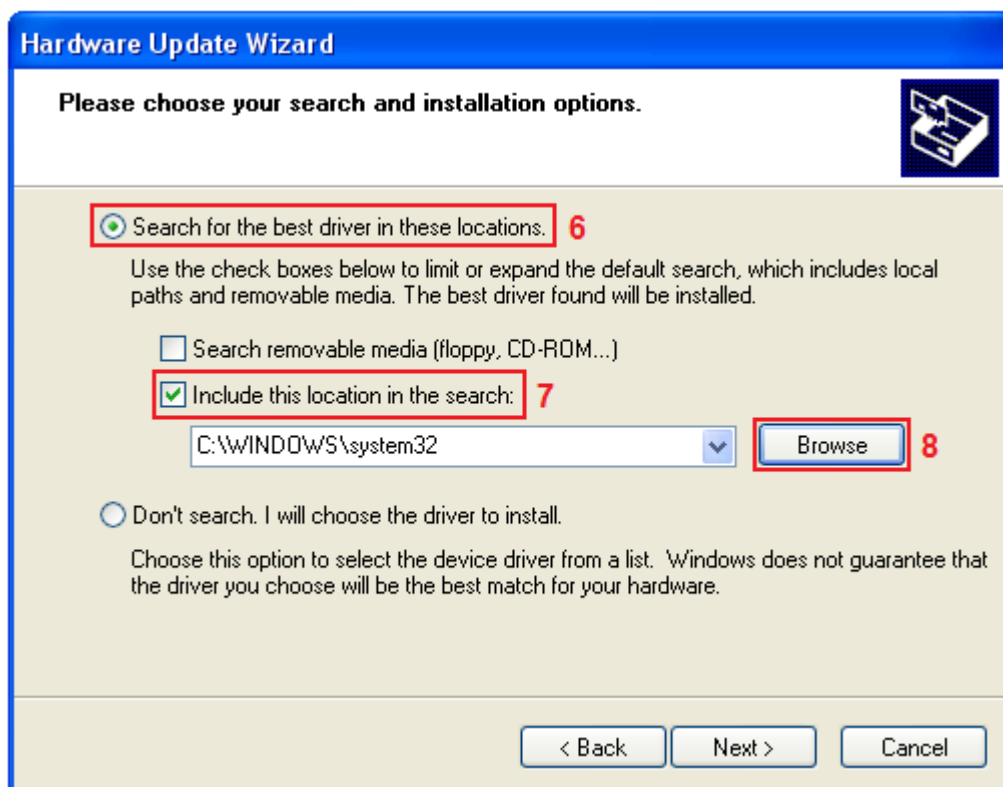 Hardware Update Wizard
Please choose your search and installation options.
Search for the best driver in these locations. 6
Use the check boxes below to limit or expand the default search, which includes local
paths and removable media. The best driver found will be installed.
Search removable media (floppy, CD-ROM...)
Include this location in the search: 7
C:\WINDOWS\system32 Browse 8
Don't search. I will choose the driver to install.
Choose this option to select the device driver from a list. Windows does not guarantee that
the driver you choose will be the best match for your hardware.
< Back Next > Cancel